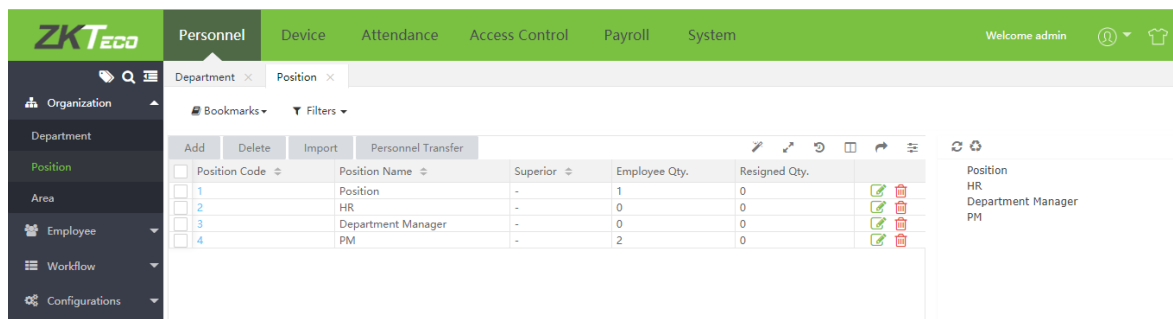 ZKTECO Personnel Device Attendance Access Control Payroll System Welcome admin
Department Position
Organization
Bookmarks Filters
Department
Add Delete Import Personnel Transfer
Position Code Position Name Superior Employee Qty. Resigned Qty.
Position
1 Position - 1 0
2 HR - 0 0
3 Department Manager - 0 0
4 PM - 2 0
Area
Employee
Workflow
Configurations
Position
HR
Department Manager
PM